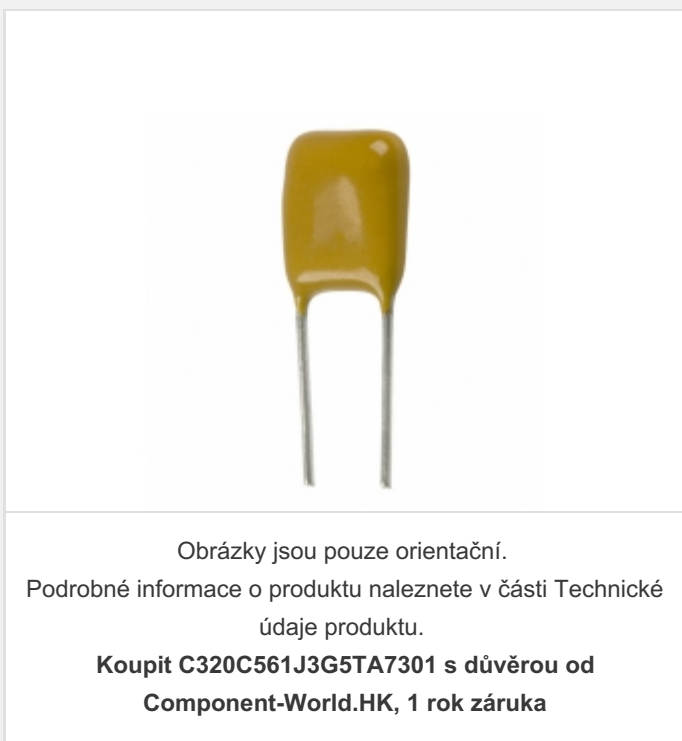 Obrázky jsou pouze orientační.
Podrobné informace o produktu naleznete v části Technické
údaje produktu.
Koupit C320C561J3G5TA7301 s důvěrou od
Component-World.HK, 1 rok záruka